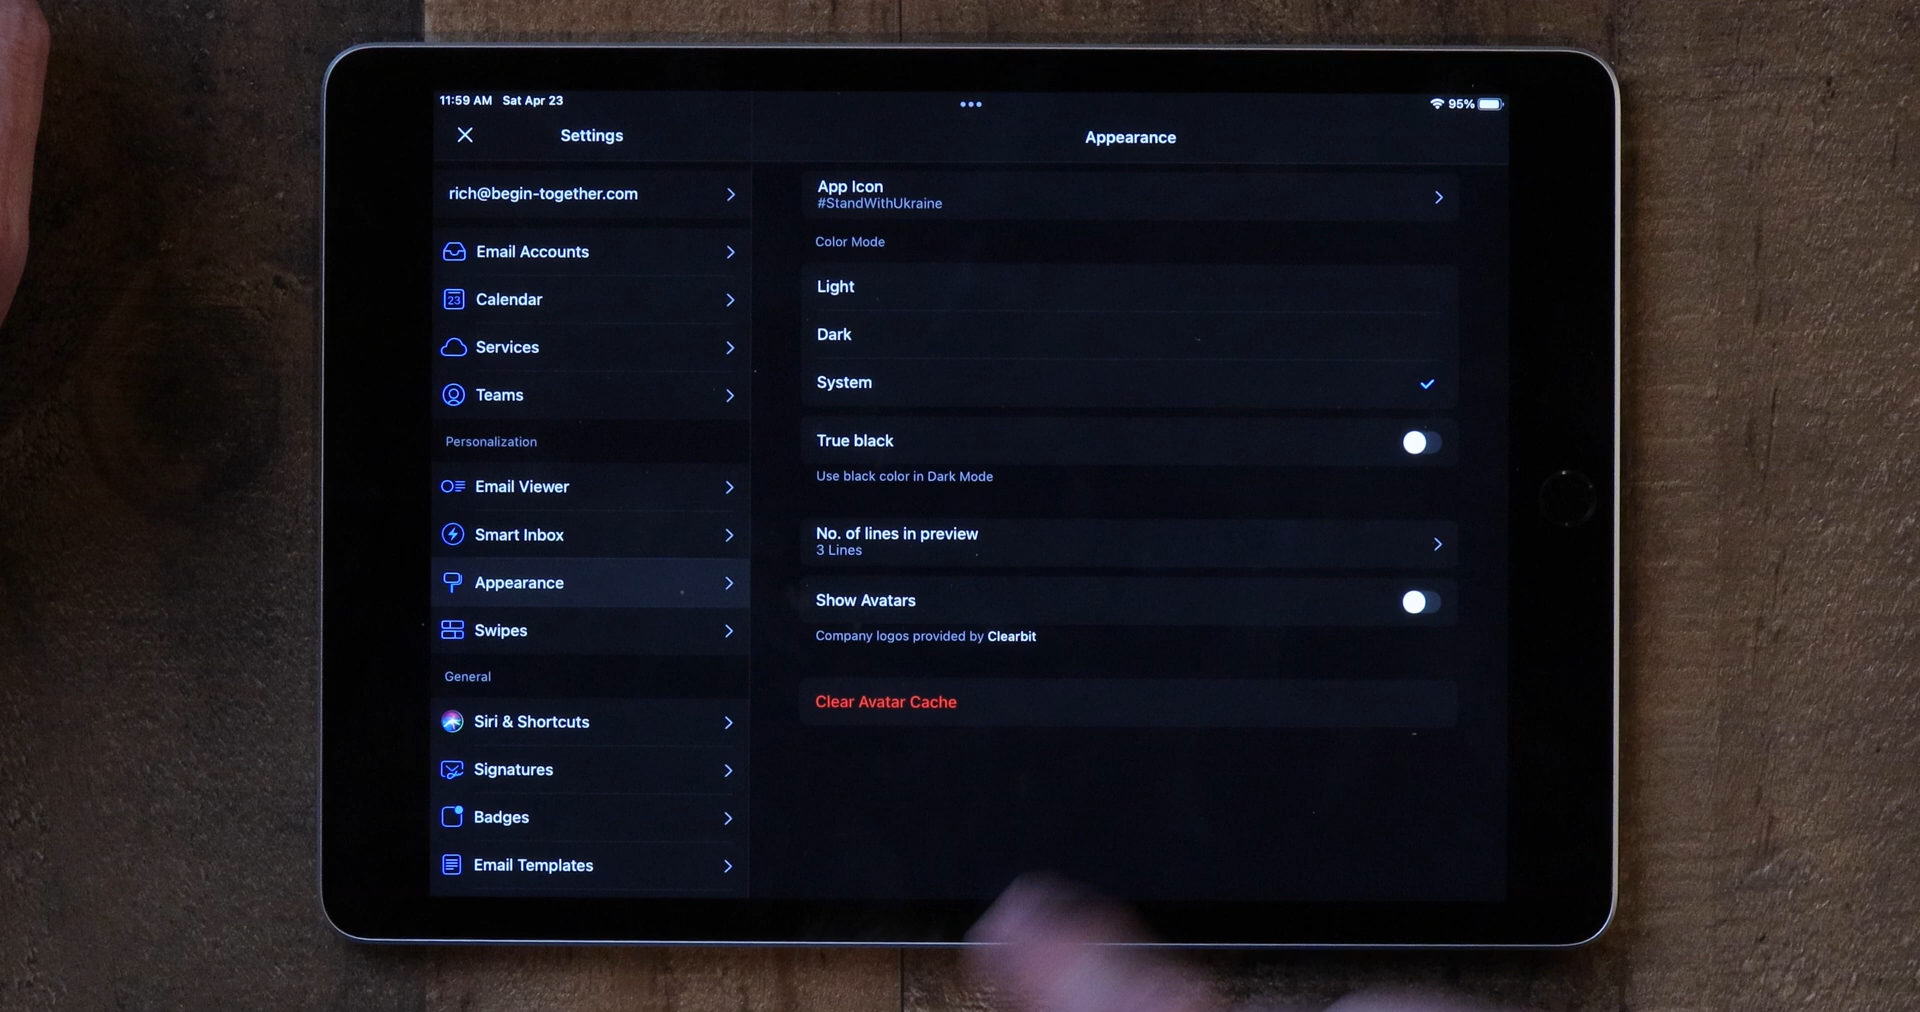 11:59 AM Sat Apr 23
95%
Settings
rich@begin-together.com
Email Accounts
23
Calendar
Services
Teams
Personalization
Email Viewer
Smart Inbox
Appearance
Swipes
General
Siri & Shortcuts
Signatures
Badges
Email Templates
Appearance
App Icon
#StandWithUkraine
Color Mode
Light
Dark
System
True black
Use black color in Dark Mode
No. of lines in preview
3 Lines
Show Avatars
Company logos provided by Clearbit
Clear Avatar Cache